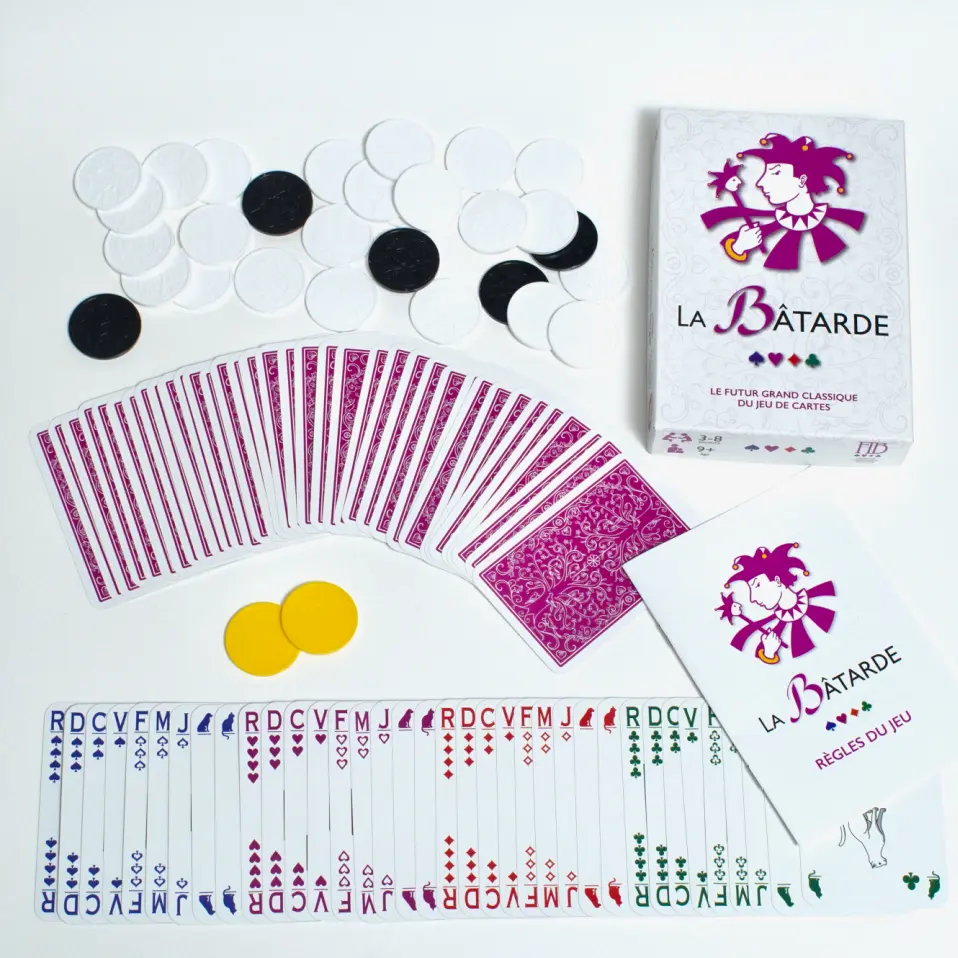 LA BÂTARDE
LE FUTUR GRAND CLASSIQUE
DU JEU DE CARTES
3-8
9+
LA BÂTARDE
RÈGLES DU JEU
R D C V F M J R D C V F M J R D C V F M J R D C V F
R D C V F M J R D C V F M J R D C V F M J R D C V F M J